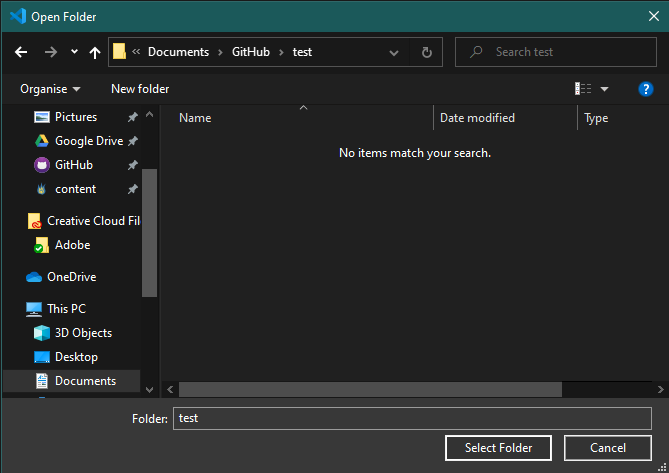 Open Folder
Documents GitHub test
Search test
Organise New folder
Name Date modified Type
No items match your search.
Pictures
Google Drive
GitHub
content
Creative Cloud Fil
Adobe
OneDrive
This PC
3D Objects
Desktop
Documents
Folder: test
Select Folder Cancel